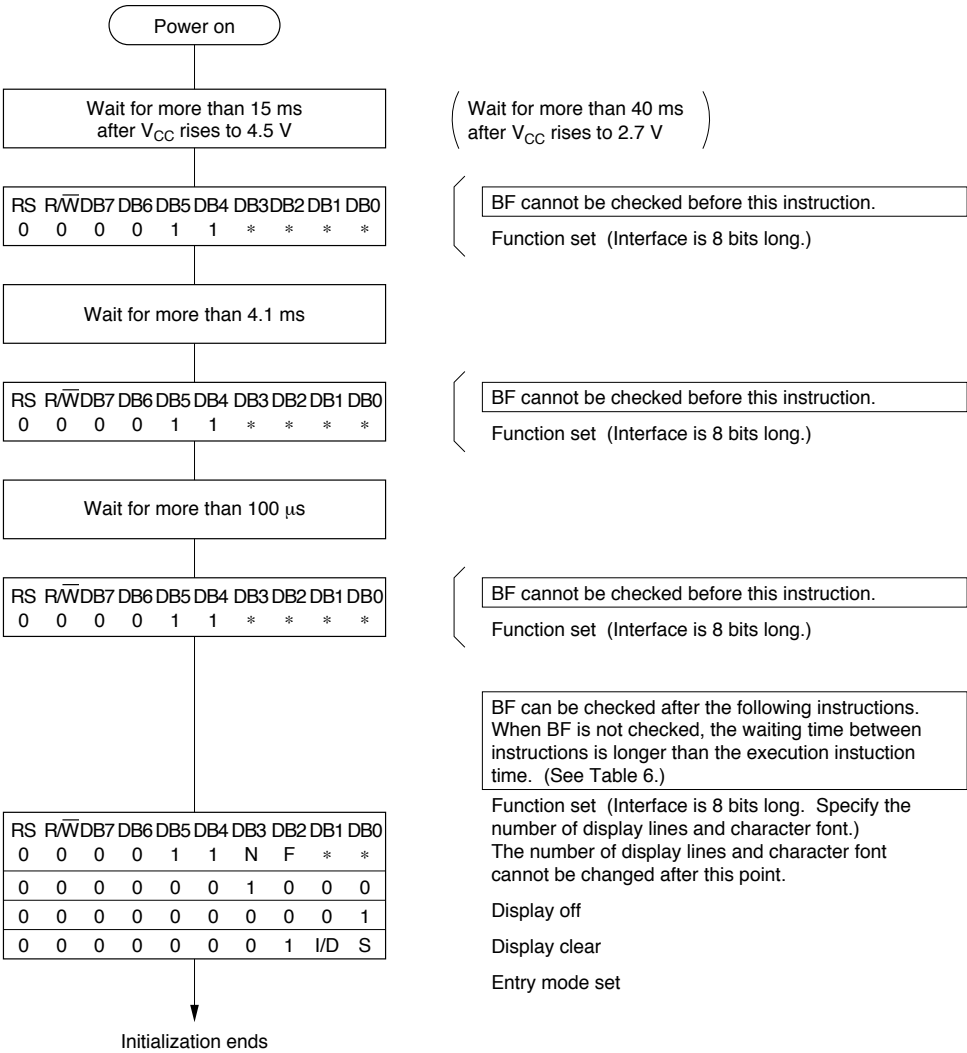 Power on
Wait for more than 15 ms
after VCC rises to 4.5 V
Wait for more than 40 ms
after VCC rises to 2.7 V
RS R/W̅ DB7 DB6 DB5 DB4 DB3 DB2 DB1 DB0
0 0 0 0 1 1 * * * *
BF cannot be checked before this instruction.
Function set (Interface is 8 bits long.)
Wait for more than 4.1 ms
RS R/W̅ DB7 DB6 DB5 DB4 DB3 DB2 DB1 DB0
0 0 0 0 1 1 * * * *
BF cannot be checked before this instruction.
Function set (Interface is 8 bits long.)
Wait for more than 100 μs
RS R/W̅ DB7 DB6 DB5 DB4 DB3 DB2 DB1 DB0
0 0 0 0 1 1 * * * *
BF cannot be checked before this instruction.
Function set (Interface is 8 bits long.)
BF can be checked after the following instructions.
When BF is not checked, the waiting time between
instructions is longer than the execution instuction
time. (See Table 6.)
RS R/W̅ DB7 DB6 DB5 DB4 DB3 DB2 DB1 DB0
0 0 0 0 1 1 N F * *
0 0 0 0 0 0 1 0 0 0
0 0 0 0 0 0 0 0 0 1
0 0 0 0 0 0 0 1 I/D S
Function set (Interface is 8 bits long. Specify the
number of display lines and character font.)
The number of display lines and character font
cannot be changed after this point.
Display off
Display clear
Entry mode set
Initialization ends